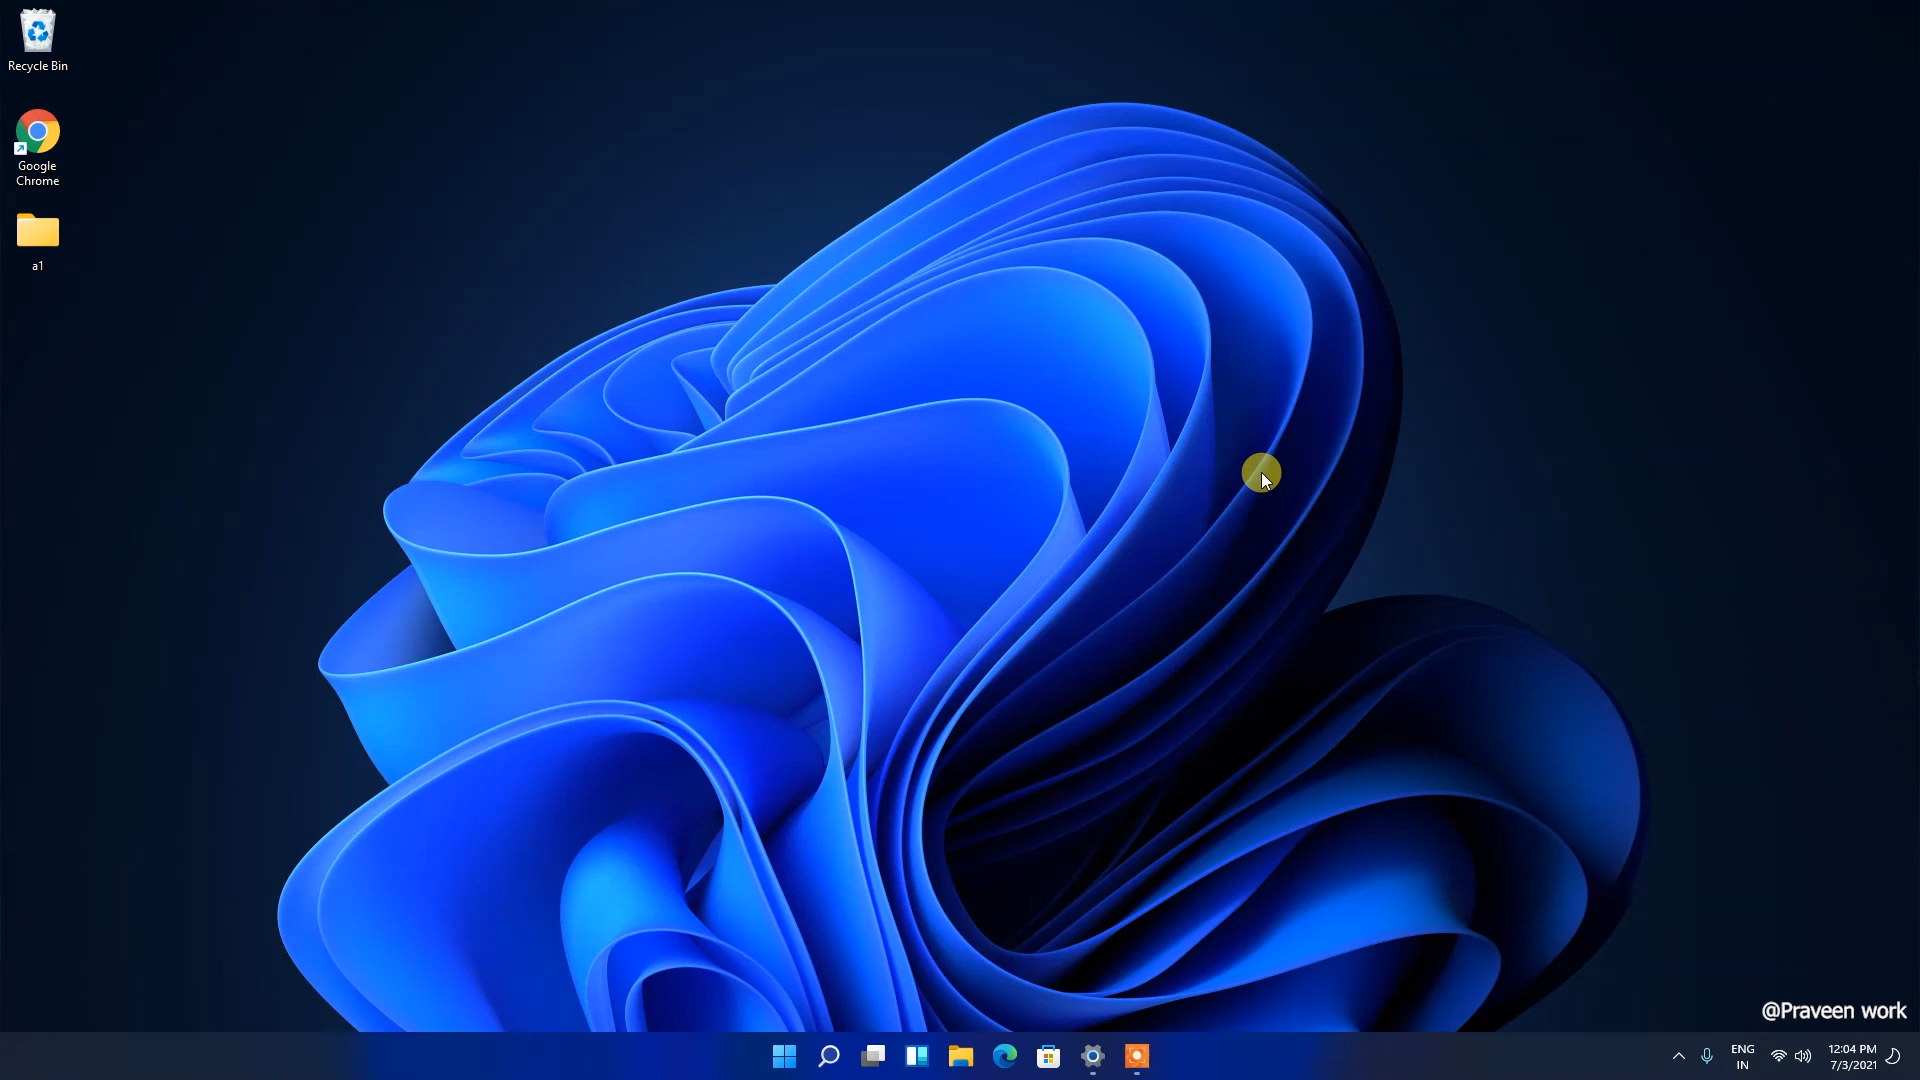 Recycle Bin
Google
Chrome
a1
@Praveen work
ENG
IN
12:04 PM
7/3/2021